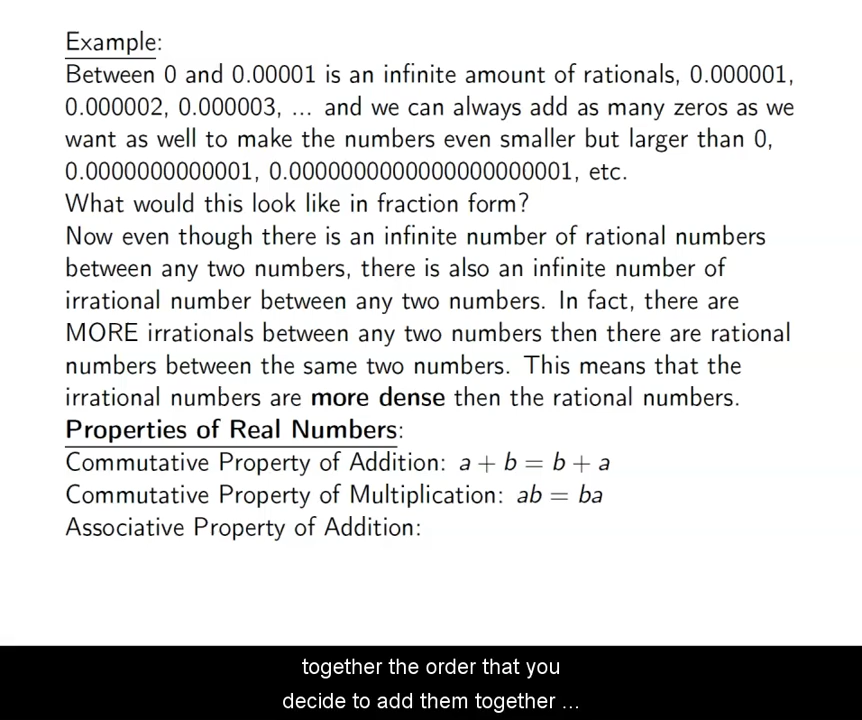 Example:
Between 0 and 0.00001 is an infinite amount of rationals, 0.000001,
0.000002, 0.000003, ... and we can always add as many zeros as we
want as well to make the numbers even smaller but larger than 0,
0.0000000000001, 0.0000000000000000000001, etc.
What would this look like in fraction form?
Now even though there is an infinite number of rational numbers
between any two numbers, there is also an infinite number of
irrational number between any two numbers. In fact, there are
MORE irrationals between any two numbers then there are rational
numbers between the same two numbers. This means that the
irrational numbers are more dense then the rational numbers.
Properties of Real Numbers:
Commutative Property of Addition: a + b = b + a
Commutative Property of Multiplication: ab = ba
Associative Property of Addition:
together the order that you
decide to add them together ...